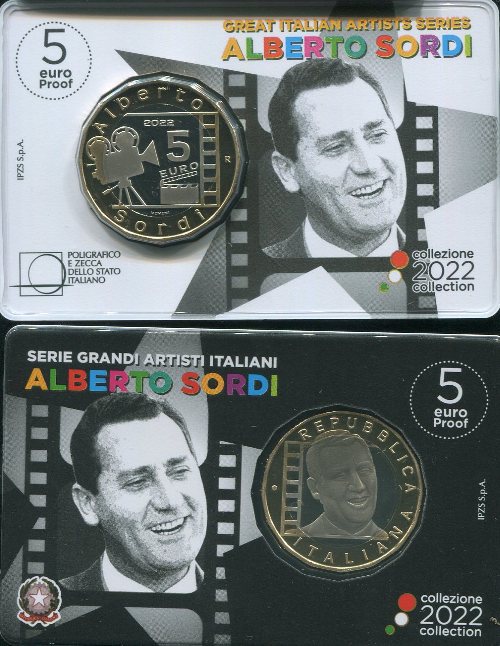 5
euro
Proof
IPZS S.p.A.
GREAT ITALIAN ARTISTS SERIES
ALBERTO SORDI
Alberto
2022
5
EURO
R
Sordi
POLIGRAFICO
E ZECCA
DELLO STATO
ITALIANO
collezione
2022
collection
SERIE GRANDI ARTISTI ITALIANI
ALBERTO SORDI
5
euro
Proof
IPZS S.p.A.
REPUBBLICA
ITALIANA
collezione
2022
collection